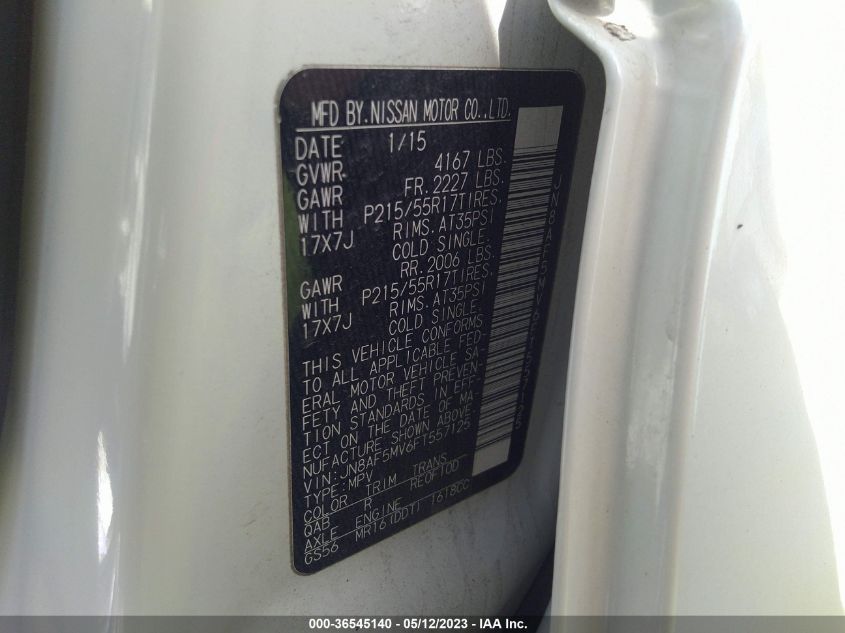 MFD BY.NISSAN MOTOR CO.,LTD.
DATE 1/15
GVWR 4167 LBS.
GAWR FR. 2227 LBS.
WITH P215/55R17TIRES.
17X7J RIMS.AT35PSI
COLD SINGLE.
GAWR RR. 2006 LBS.
WITH P215/55R17TIRES.
17X7J RIMS.AT35PSI
COLD SINGLE.
THIS VEHICLE CONFORMS
TO ALL APPLICABLE FED-
ERAL MOTOR VEHICLE SA-
FETY AND THEFT PREVEN-
TION STANDARDS IN EFF-
ECT ON THE DATE OF MA-
NUFACTURE SHOWN ABOVE.
VIN:JN8AF5MV6FT557125
TYPE:MPV
COLOR TRIM TRANS
QAB R RE0F10D
AXLE ENGINE
GS56 MR16(DDT) 1618CC
JN8AF5MV6FT557125
000-36545140 - 05/12/2023 - IAA Inc.